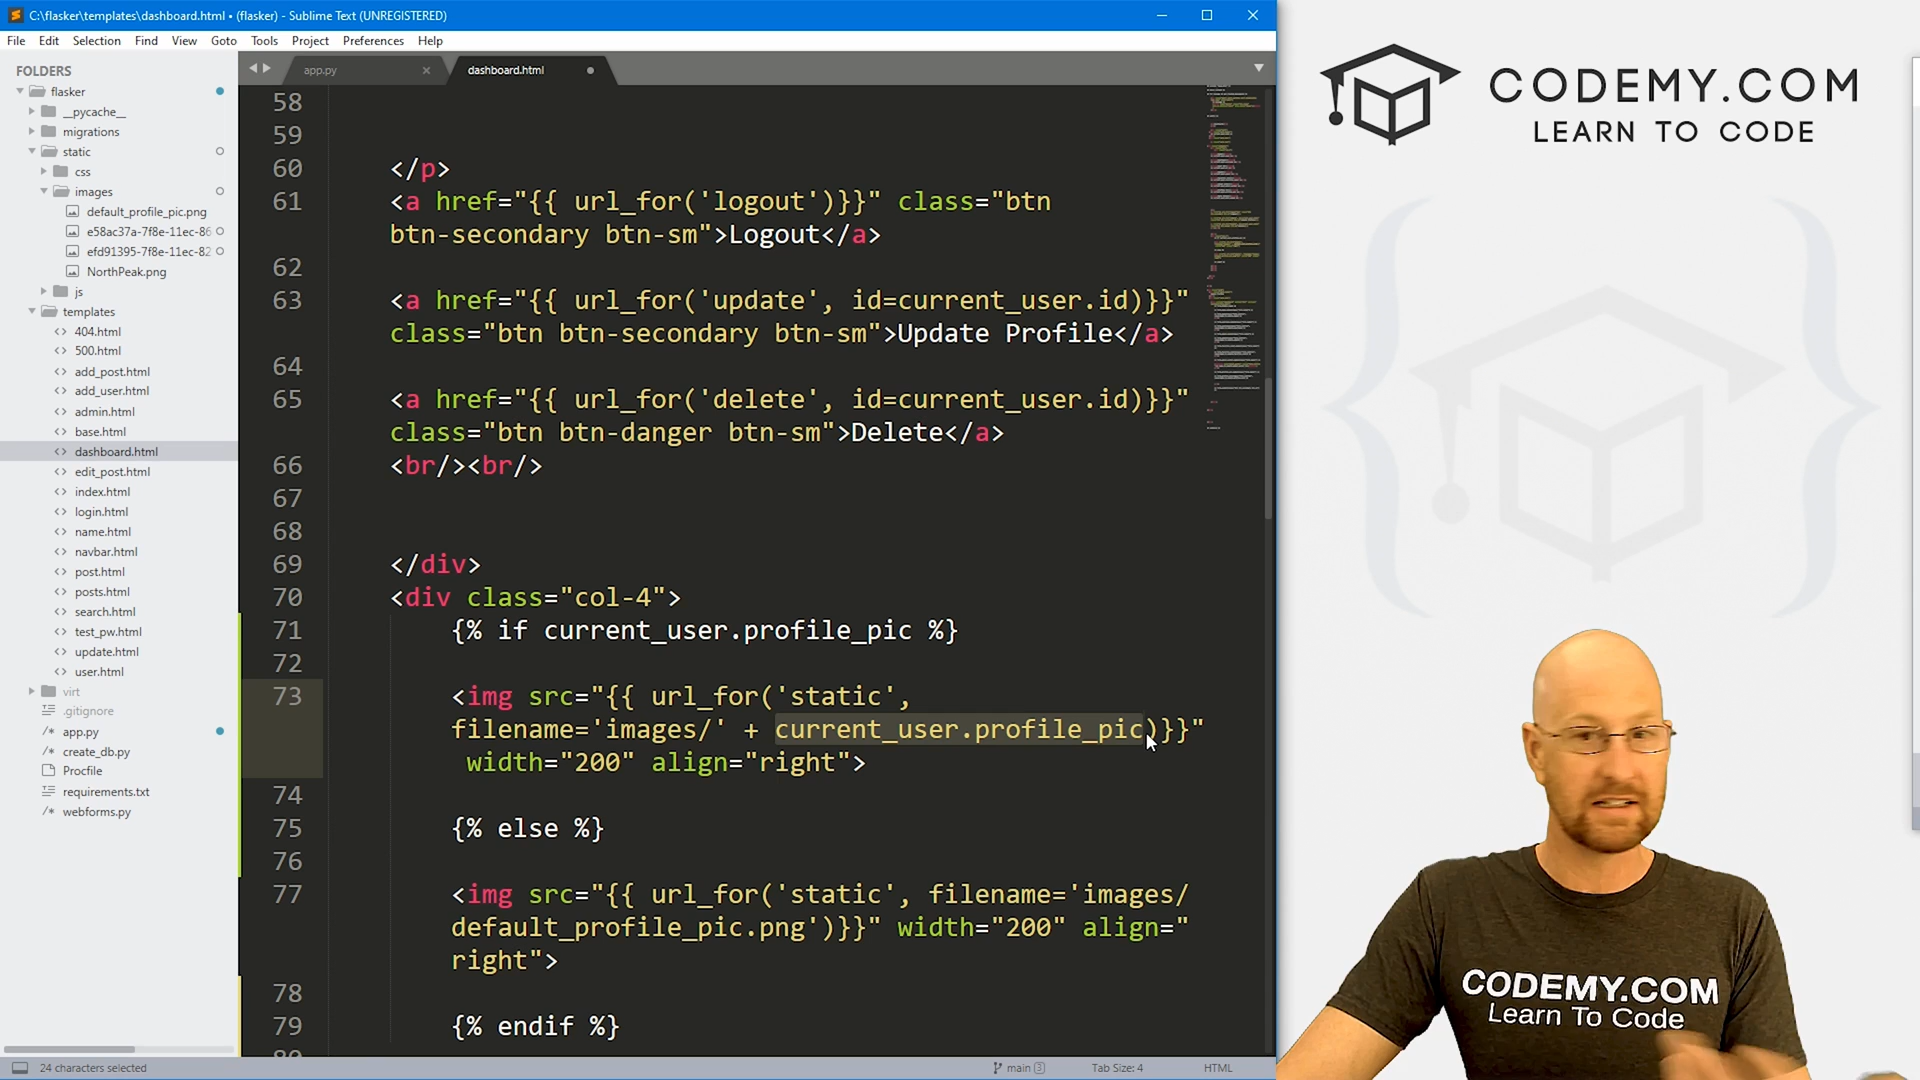 C:\flasker\templates\dashboard.html • (flasker) - Sublime Text (UNREGISTERED)
File Edit Selection Find View Goto Tools Project Preferences Help
FOLDERS
flasker
__pycache__
migrations
static
css
images
default_profile_pic.png
e58ac37a-7f8e-11ec-86
efd91395-7f8e-11ec-82
NorthPeak.png
js
templates
404.html
500.html
add_post.html
add_user.html
admin.html
base.html
dashboard.html
edit_post.html
index.html
login.html
name.html
navbar.html
post.html
posts.html
search.html
test_pw.html
update.html
user.html
virt
.gitignore
app.py
create_db.py
Procfile
requirements.txt
webforms.py
app.py
dashboard.html
58
59
60 </p>
61 <a href="{{ url_for('logout')}}" class="btn
btn-secondary btn-sm">Logout</a>
62
63 <a href="{{ url_for('update', id=current_user.id)}}"
class="btn btn-secondary btn-sm">Update Profile</a>
64
65 <a href="{{ url_for('delete', id=current_user.id)}}"
class="btn btn-danger btn-sm">Delete</a>
66 <br/><br/>
67
68
69 </div>
70 <div class="col-4">
71 {% if current_user.profile_pic %}
72
73 <img src="{{ url_for('static',
filename='images/' + current_user.profile_pic)}}"
width="200" align="right">
74
75 {% else %}
76
77 <img src="{{ url_for('static', filename='images/
default_profile_pic.png')}}" width="200" align="
right">
78
79 {% endif %}
24 characters selected
main 3
Tab Size: 4
HTML
CODEMY.COM
LEARN TO CODE
CODEMY.COM
Learn To Code